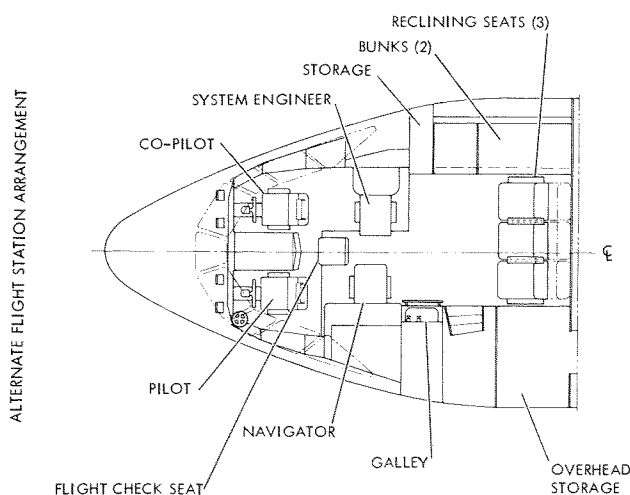 ALTERNATE FLIGHT STATION ARRANGEMENT
RECLINING SEATS (3)
BUNKS (2)
STORAGE
SYSTEM ENGINEER
CO-PILOT
℄
PILOT
NAVIGATOR
GALLEY
FLIGHT CHECK SEAT
OVERHEAD
STORAGE